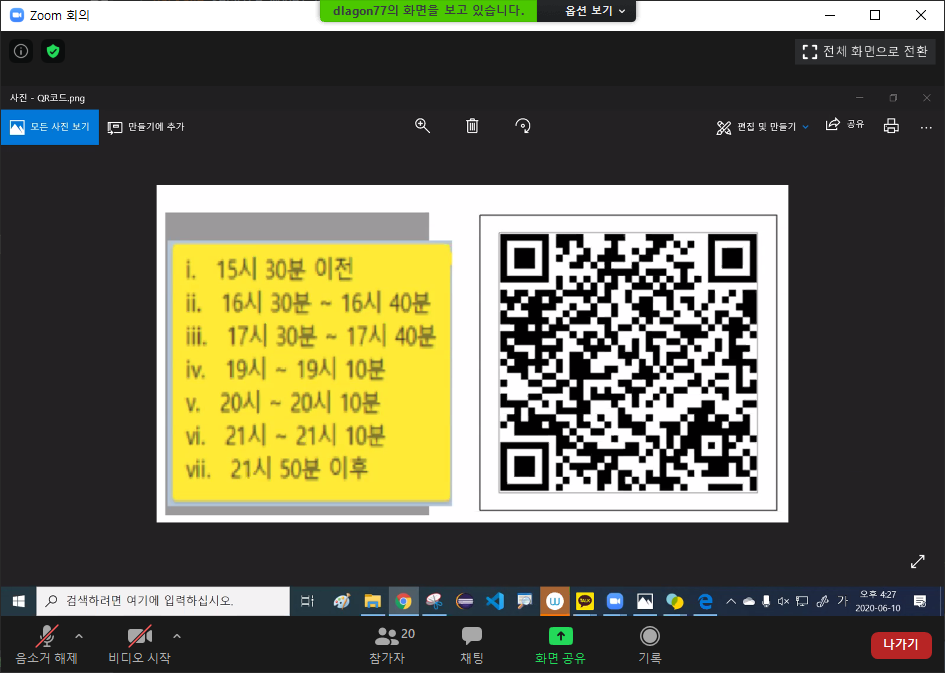 Zoom 회의
dlagon77의 화면을 보고 있습니다.
옵션 보기
전체 화면으로 전환
사진 - QR코드.png
모든 사진 보기
만들기에 추가
편집 및 만들기
공유
i. 15시 30분 이전
ii. 16시 30분 ~ 16시 40분
iii. 17시 30분 ~ 17시 40분
iv. 19시 ~ 19시 10분
v. 20시 ~ 20시 10분
vi. 21시 ~ 21시 10분
vii. 21시 50분 이후
검색하려면 여기에 입력하십시오.
TALK
가
오후 4:27
2020-06-10
음소거 해제
비디오 시작
20
참가자
채팅
화면 공유
기록
나가기